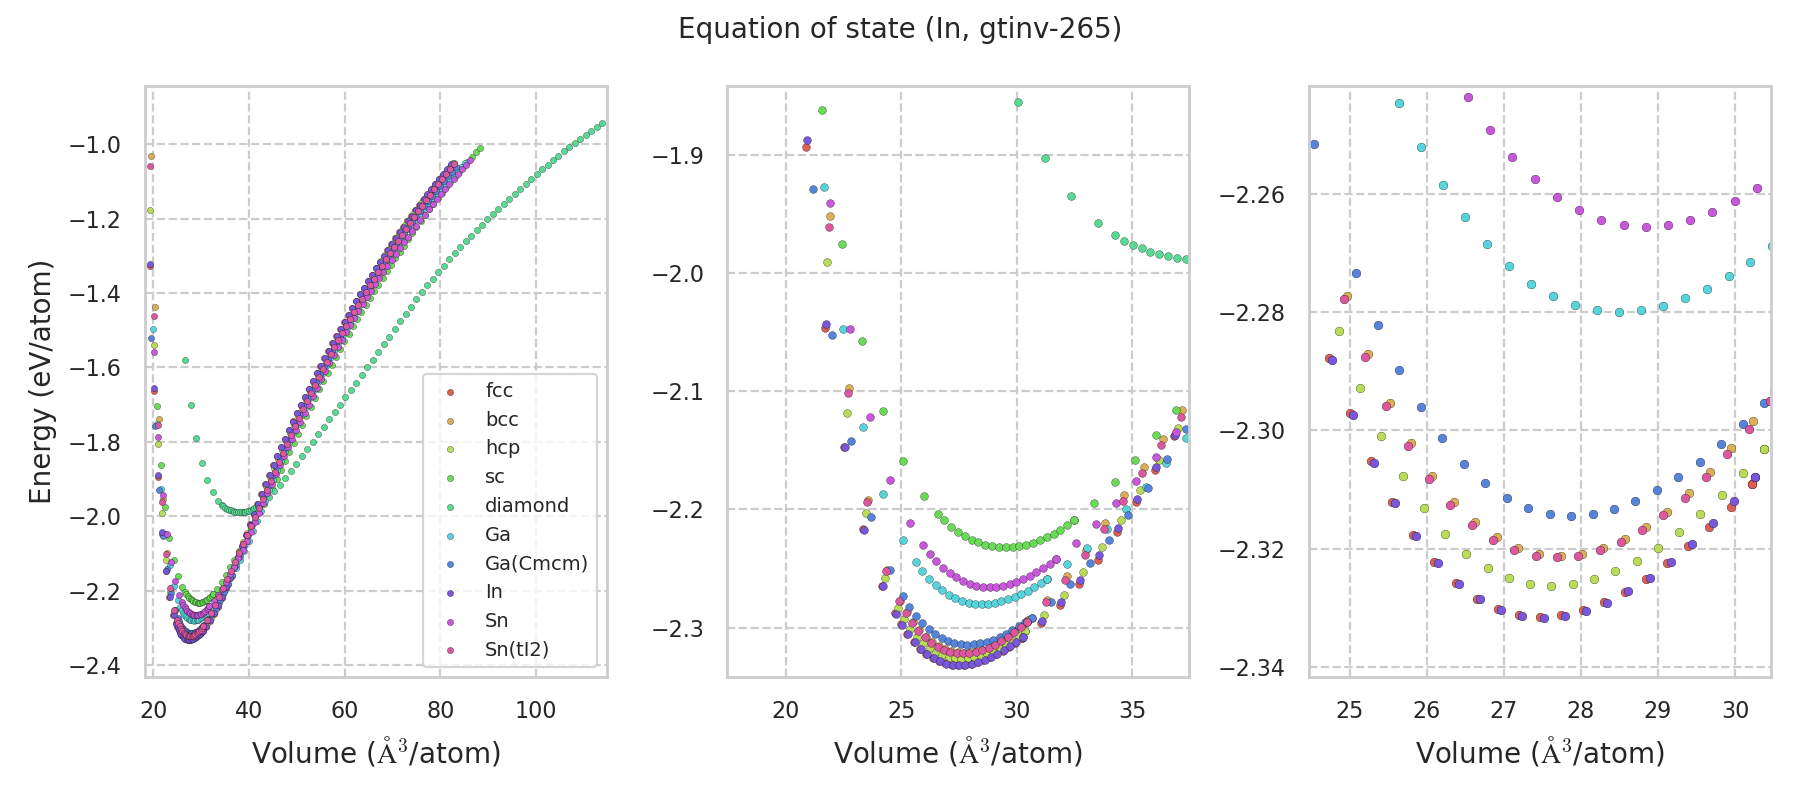 Equation of state (In, gtinv-265)
Energy (eV/atom)
−1.0
−1.2
−1.4
−1.6
−1.8
−2.0
−2.2
−2.4
20 40 60 80 100
Volume (Å³/atom)
fcc
bcc
hcp
sc
diamond
Ga
Ga(Cmcm)
In
Sn
Sn(tI2)
−1.9
−2.0
−2.1
−2.2
−2.3
20 25 30 35
Volume (Å³/atom)
−2.26
−2.28
−2.30
−2.32
−2.34
25 26 27 28 29 30
Volume (Å³/atom)